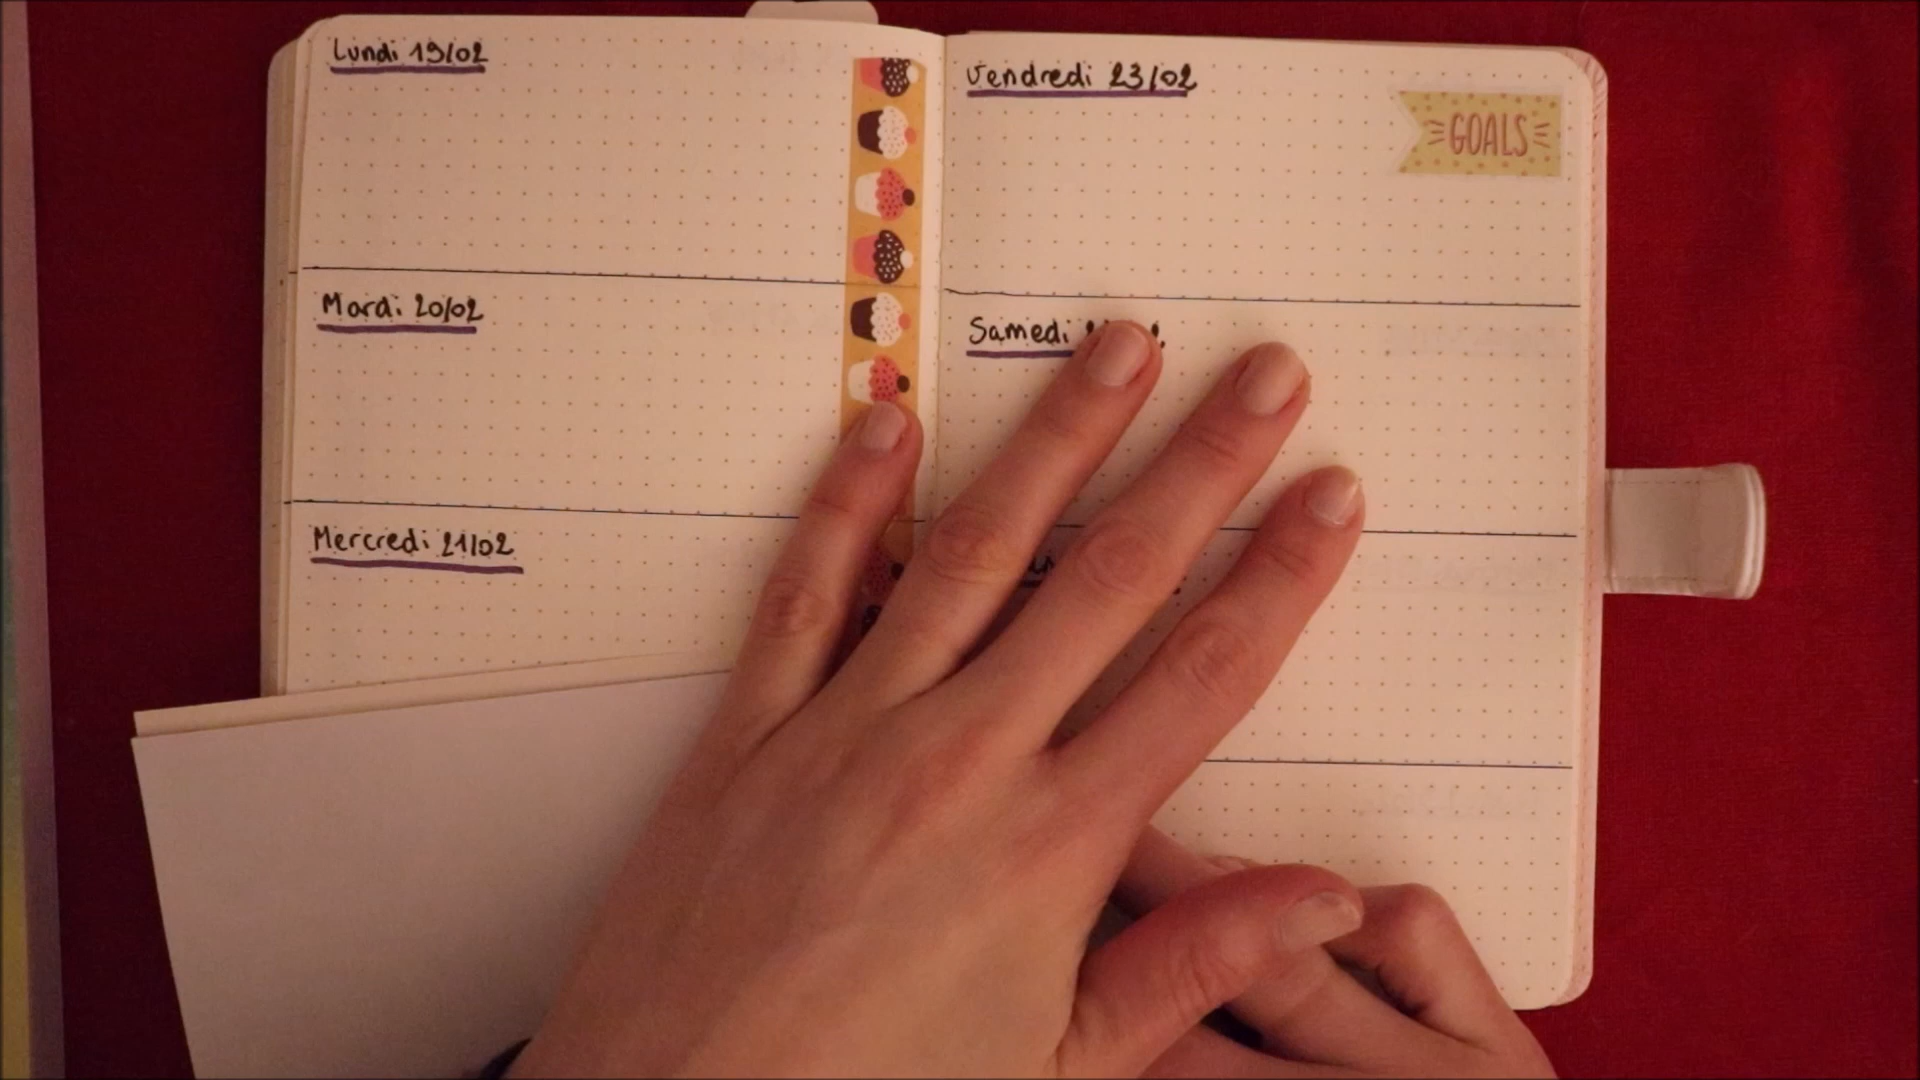 Lundi 19/02
Mardi 20/02
Mercredi 21/02
Vendredi 23/02
GOALS
Samedi